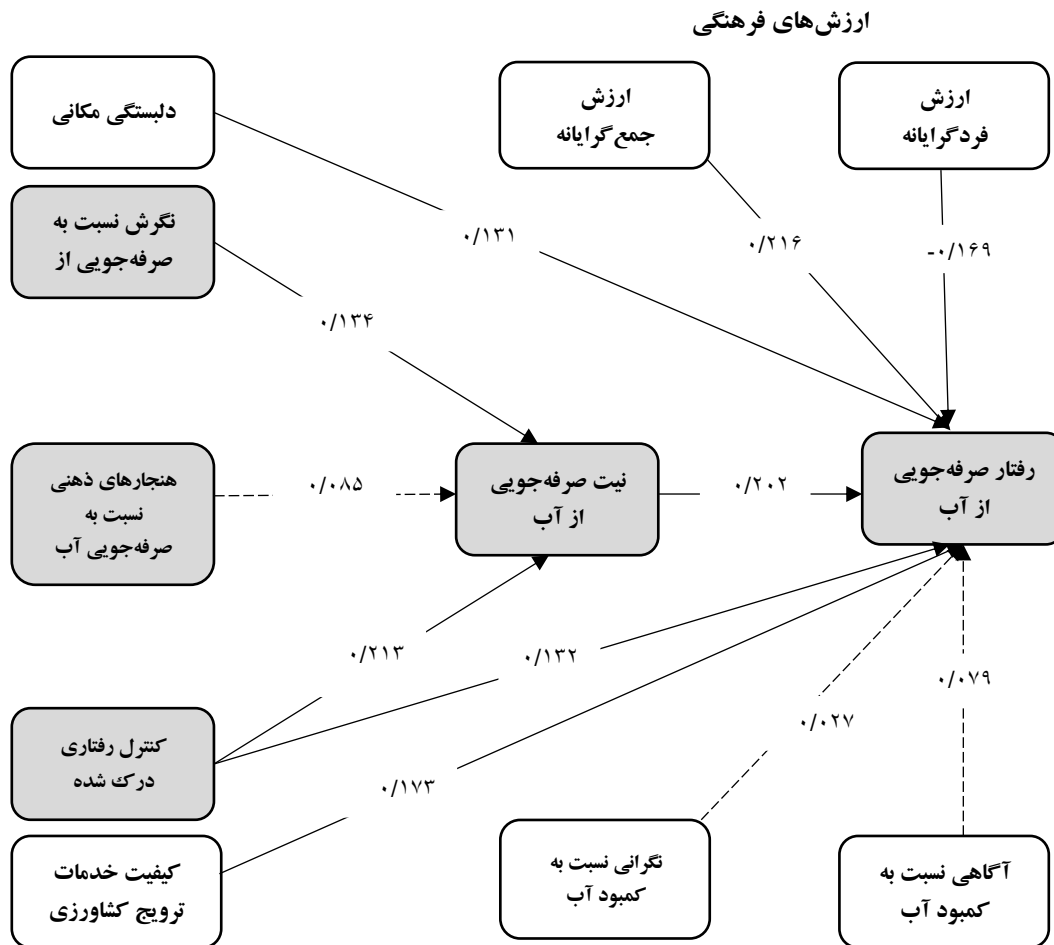 ارزش‌های فرهنگی
ارزش
فردگرایانه
ارزش
جمع‌گرایانه
دلبستگی مکانی
نگرش نسبت به
صرفه‌جویی از
-۰/۱۶۹
۰/۲۱۶
۰/۱۳۱
۰/۱۳۴
رفتار صرفه‌جویی
از آب
۰/۲۰۲
نیت صرفه‌جویی
از آب
۰/۰۸۵
هنجارهای ذهنی
نسبت به
صرفه‌جویی آب
۰/۲۱۳
۰/۱۳۲
۰/۰۷۹
۰/۰۲۷
۰/۱۷۳
کنترل رفتاری
درک شده
آگاهی نسبت به
کمبود آب
نگرانی نسبت به
کمبود آب
کیفیت خدمات
ترویج کشاورزی